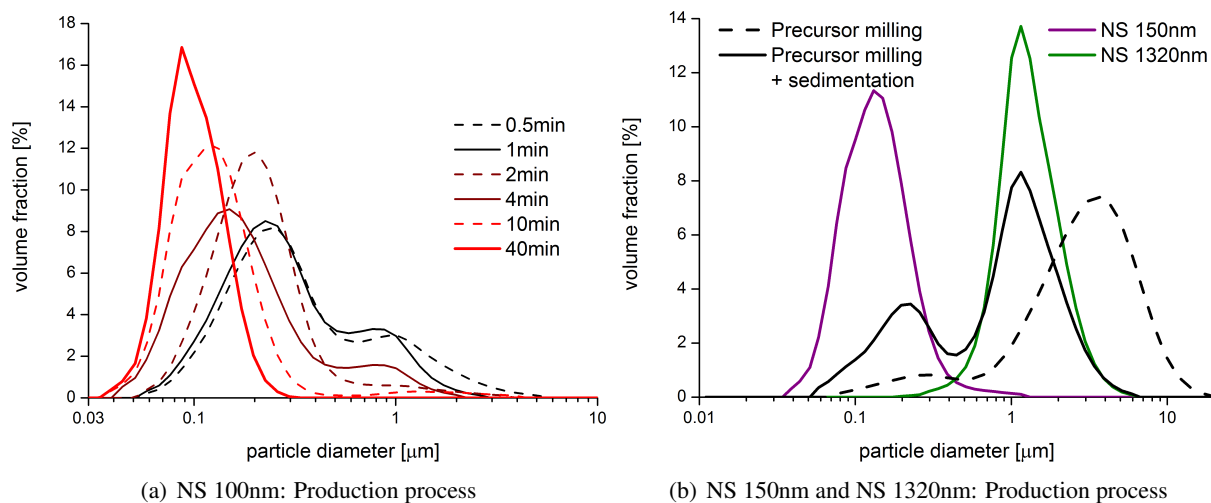 18
16
14
12
10
8
6
4
2
0
volume fraction [%]
0.5min
1min
2min
4min
10min
40min
0.03
0.1
1
10
particle diameter [μm]
(a) NS 100nm: Production process
14
12
10
8
6
4
2
0
volume fraction [%]
Precursor milling
Precursor milling
+ sedimentation
NS 150nm
NS 1320nm
0.01
0.1
1
10
particle diameter [μm]
(b) NS 150nm and NS 1320nm: Production process